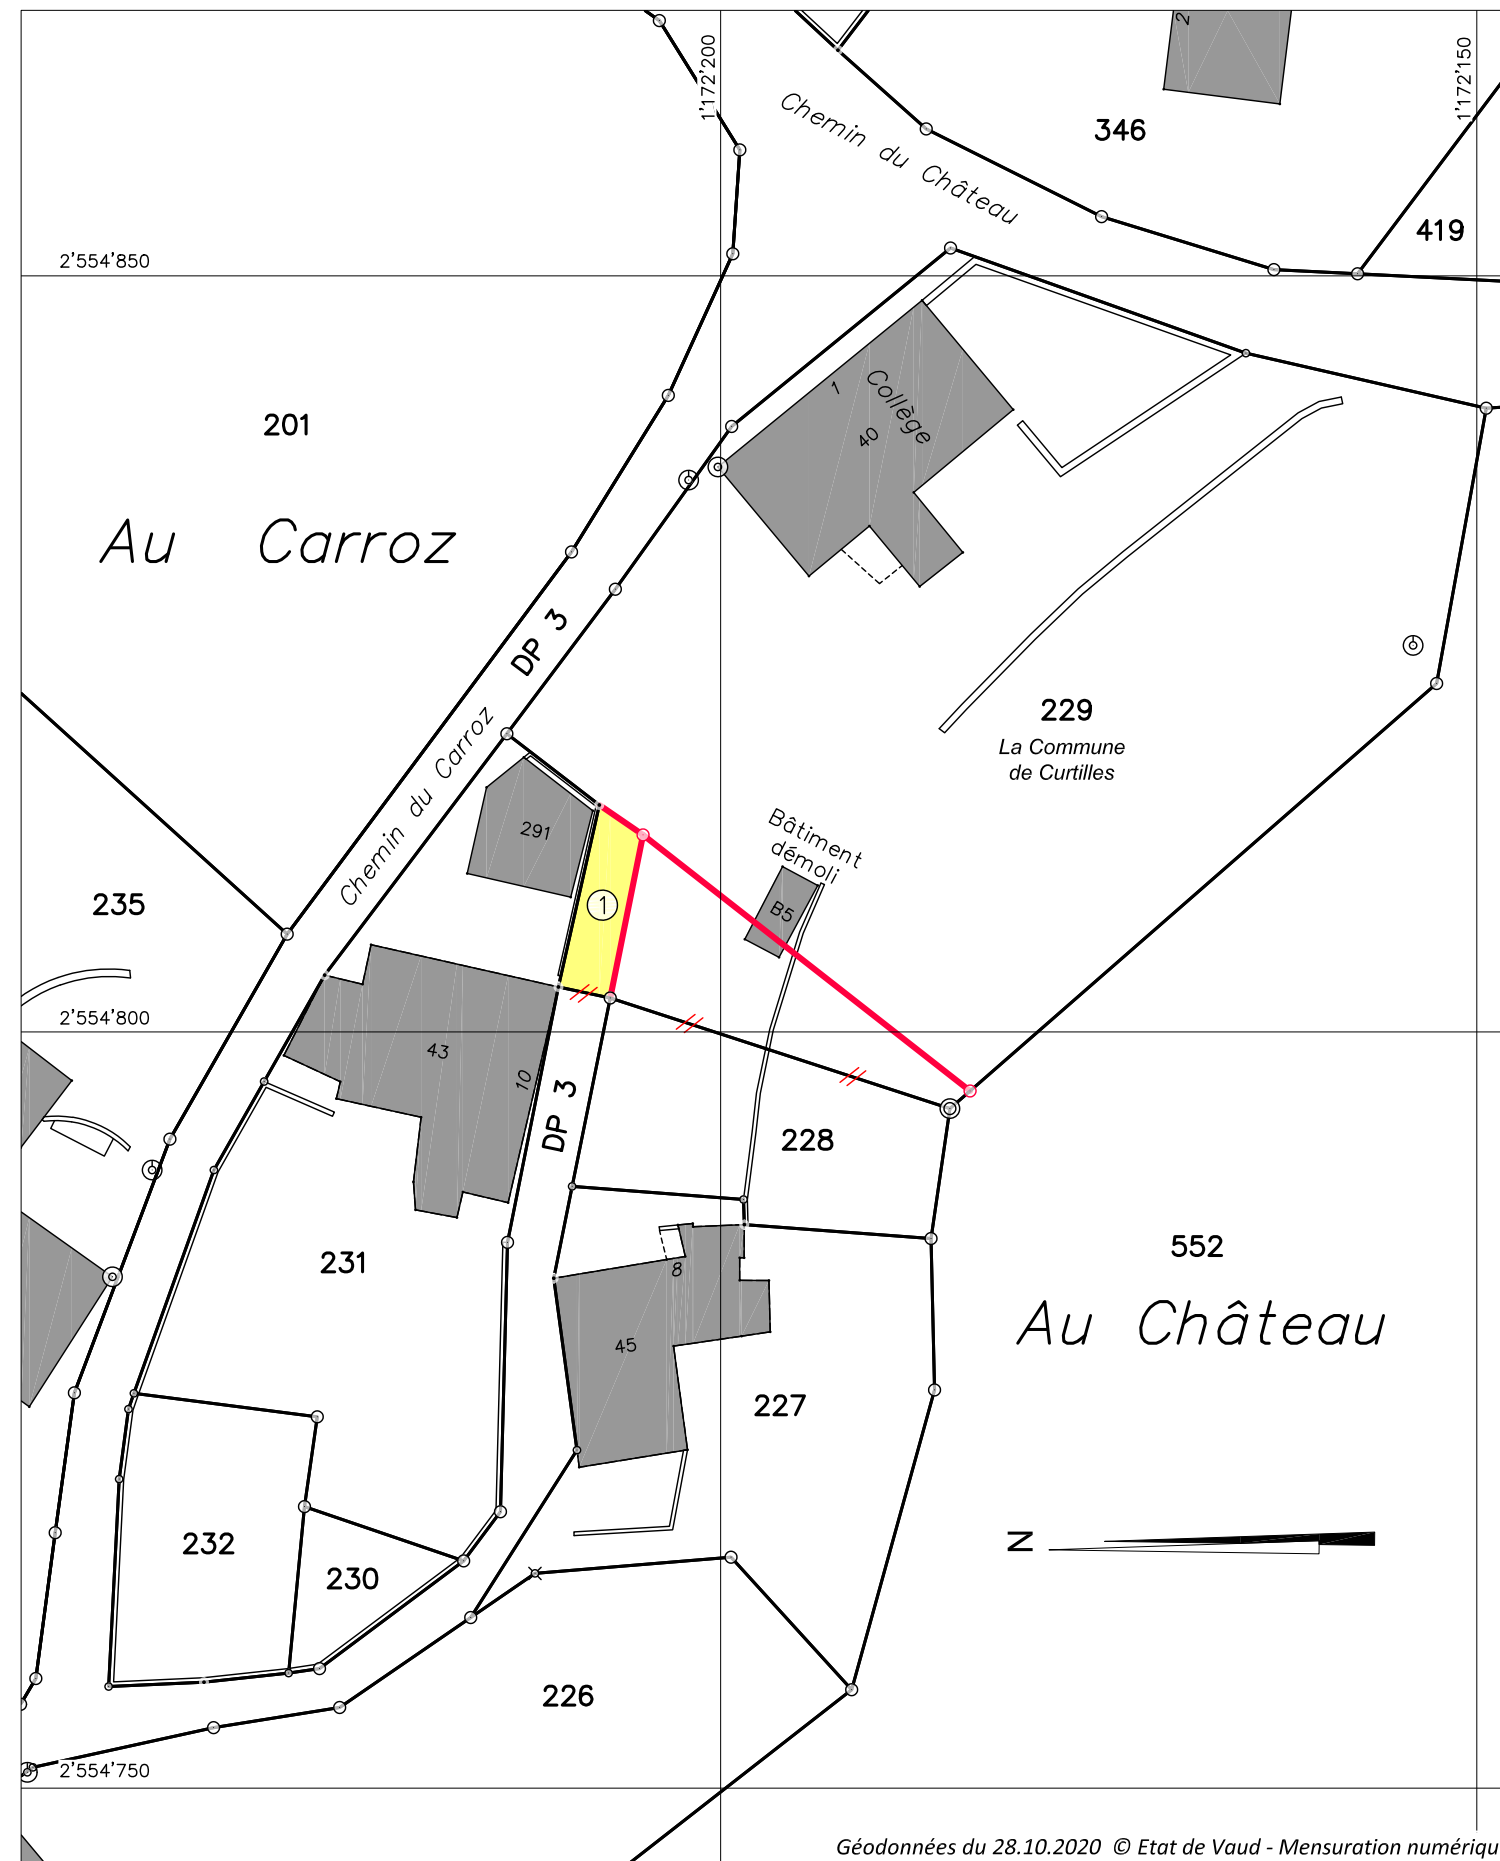 2
1'172'200
1'172'150
Chemin du Château
346
419
2'554'850
201
1
Collège
40
Au Carroz
DP 3
229
La Commune
de Curtilles
Chemin du Carroz
291
Bâtiment
démoli
B5
235
1
2'554'800
43
10
DP 3
228
231
8
552
Au Château
45
227
232
230
N
226
2'554'750
Géodonnées du 28.10.2020 © Etat de Vaud - Mensuration numériqu